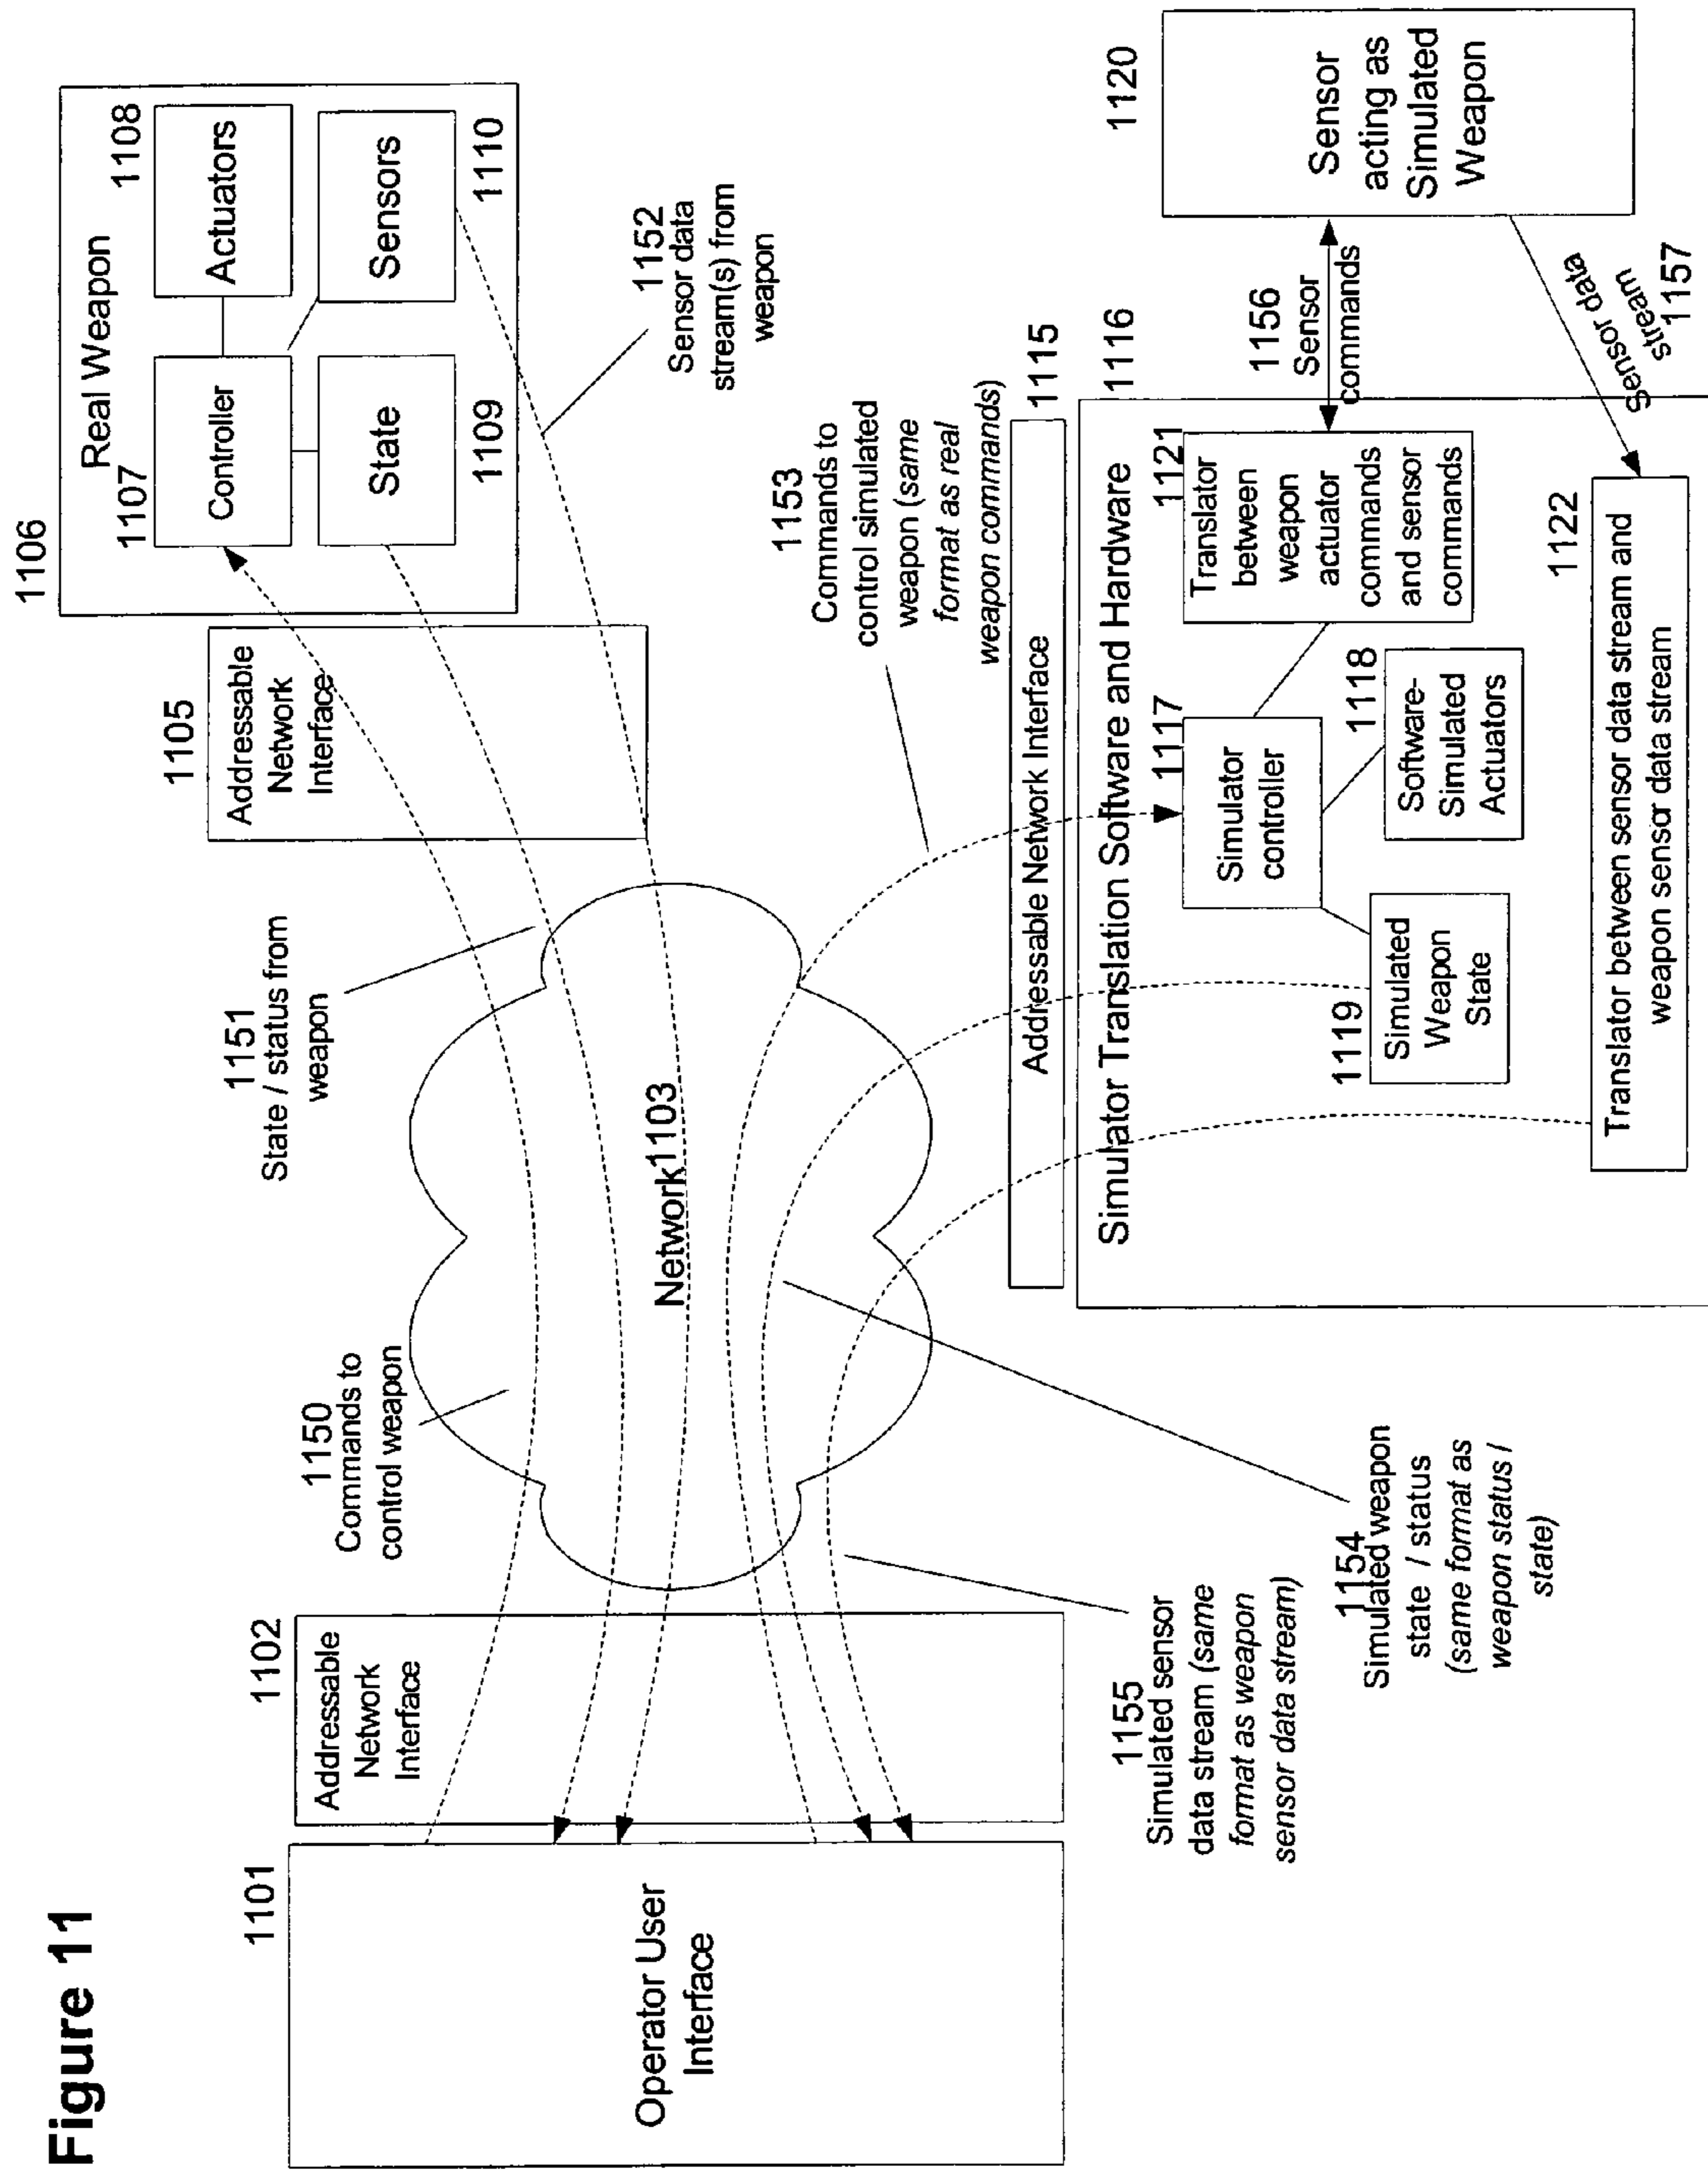 Figure 11
1101
Operator User
Interface
1102
Addressable
Network
Interface
1150
Commands to
control weapon
1151
State / status from
weapon
Network1103
1105
Addressable
Network
Interface
1106
Real Weapon
1107
Controller
1108
Actuators
State
1109
Sensors
1110
1152
Sensor data
stream(s) from
weapon
1155
Simulated sensor
data stream (same
format as weapon
sensor data stream)
1154
Simulated weapon
state / status
(same format as
weapon status /
state)
1153
Commands to
control simulated
weapon (same
format as real
weapon commands)
Addressable Network Interface
1115
Simulator Translation Software and Hardware
1116
1117
Simulator
controller
1118
Software-
Simulated
Actuators
1119
Simulated
Weapon
State
1121
Translator
between
weapon
actuator
commands
and sensor
commands
1122
Translator between sensor data stream and
weapon sensor data stream
1156
Sensor
commands
1120
Sensor
acting as
Simulated
Weapon
Sensor data
stream
1157